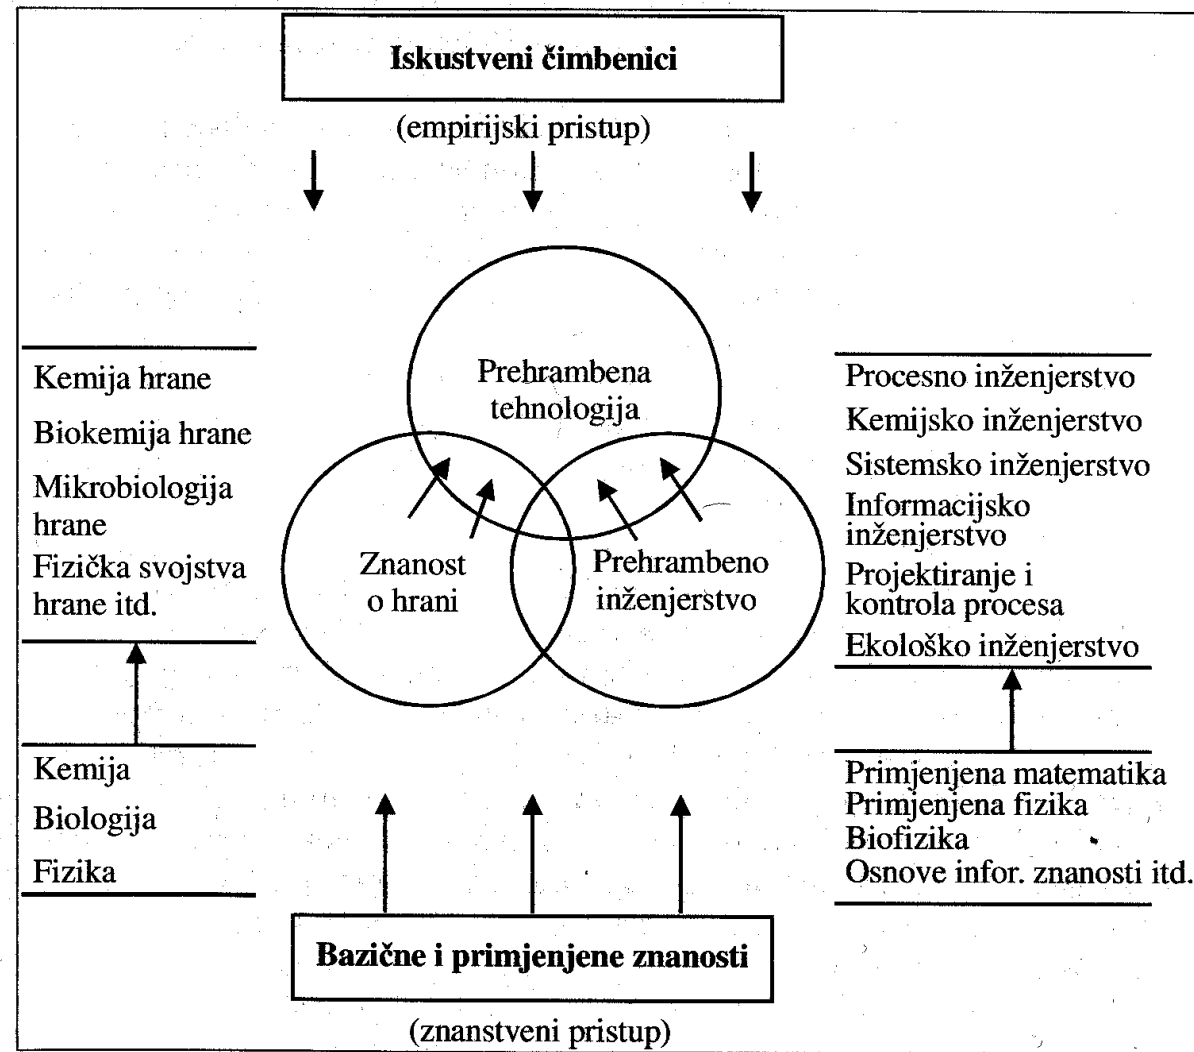 Iskustveni čimbenici
(empirijski pristup)
Prehrambena
tehnologija
Znanost
o hrani
Prehrambeno
inženjerstvo
Kemija hrane
Biokemija hrane
Mikrobiologija
hrane
Fizička svojstva
hrane itd.
Kemija
Biologija
Fizika
Procesno inženjerstvo
Kemijsko inženjerstvo
Sistemsko inženjerstvo
Informacijsko
inženjerstvo
Projektiranje i
kontrola procesa
Ekološko inženjerstvo
Primjenjena matematika
Primjenjena fizika
Biofizika
Osnove infor. znanosti itd.
Bazične i primjenjene znanosti
(znanstveni pristup)